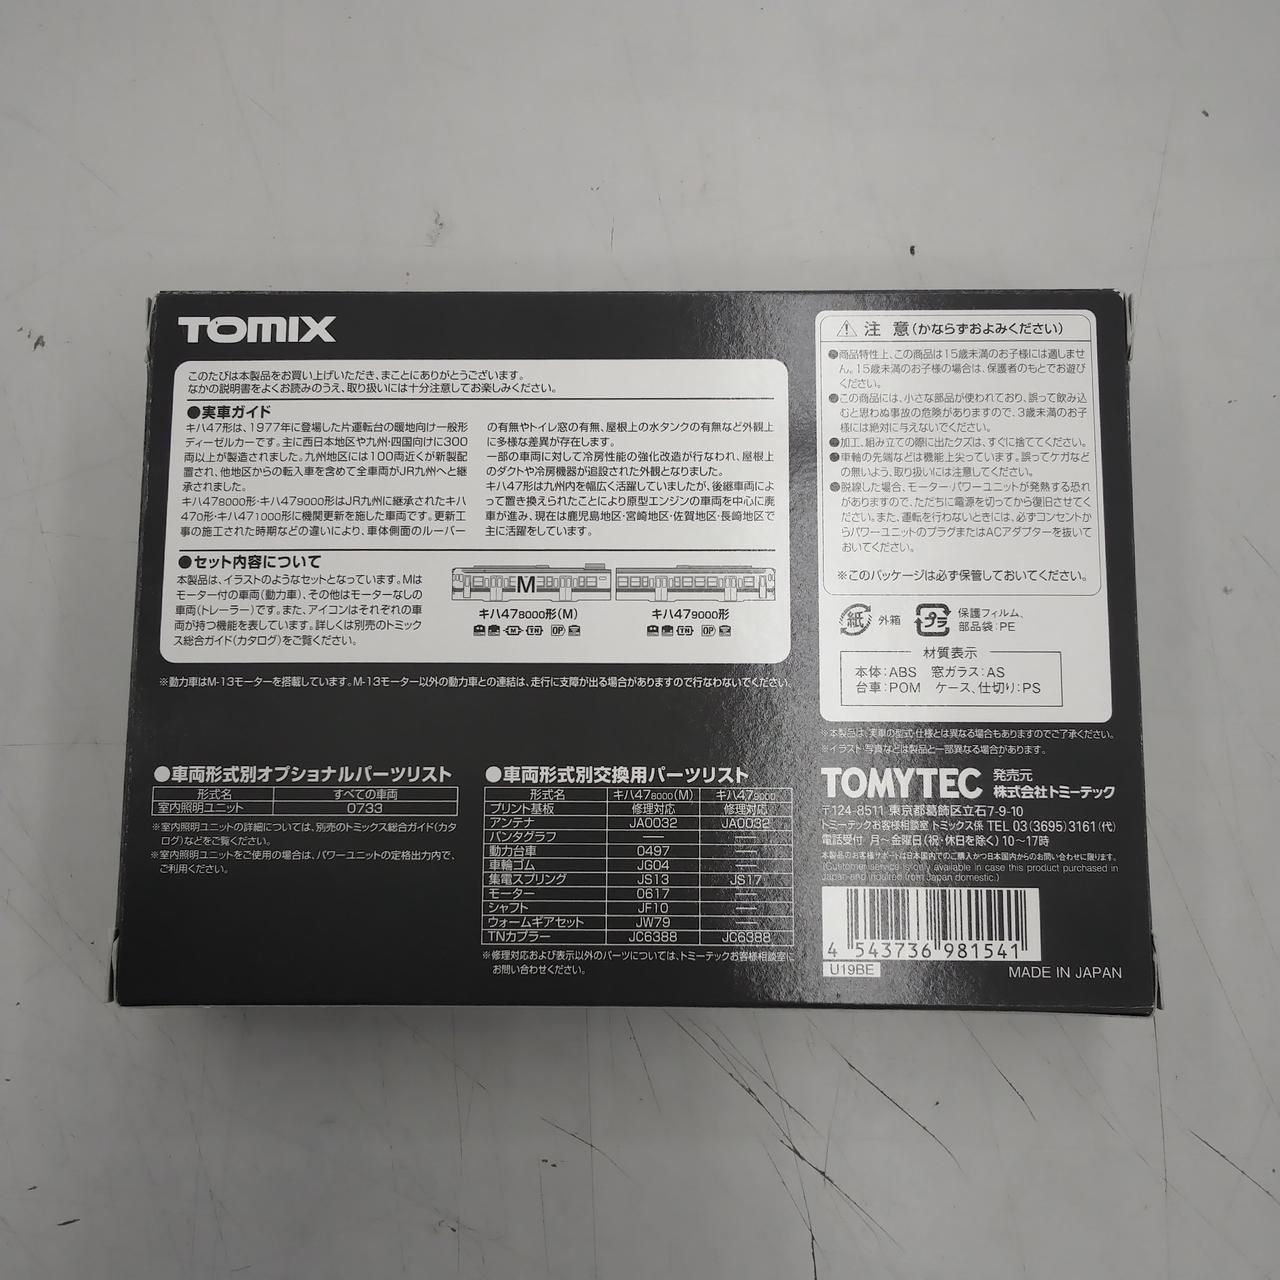 TOMIX
このたびは本製品をお買い上げいただき、まことにありがとうございます。
なかの説明書をよくお読みのうえ、取り扱いには十分注意してお楽しみください。
●実車ガイド
キハ47形は、1977年に登場した片運転台の暖地向け一般形
ディーゼルカーです。主に西日本地区や九州・四国向けに300
両以上が製造されました。九州地区には100両近くが新製配
置され、他地区からの転入車を含めて全車両がJR九州へと継
承されました。
キハ478000形・キハ479000形はJR九州に継承されたキハ
470形・キハ471000形に機関更新を施した車両です。更新工
事の施工された時期などの違いにより、車体側面のルーバー
の有無やトイレ窓の有無、屋根上の水タンクの有無など外観上
に多様な差異が存在します。
一部の車両に対して冷房性能の強化改造が行なわれ、屋根上
のダクトや冷房機器が追設された外観となりました。
キハ47形は九州内を幅広く活躍していましたが、後継車両によ
って置き換えられたことにより原型エンジンの車両を中心に廃
車が進み、現在は鹿児島地区・宮崎地区・佐賀地区・長崎地区で
主に活躍をしています。
●セット内容について
本製品は、イラストのようなセットとなっています。Mは
モーター付の車両(動力車)、その他はモーターなしの
車両(トレーラー)です。また、アイコンはそれぞれの車
両が持つ機能を表しています。詳しくは別売のトミック
ス総合ガイド(カタログ)をご覧ください。
M
キハ478000形(M) キハ479000形
M TN OP TN OP
※動力車はM-13モーターを搭載しています。M-13モーター以外の動力車との連結は、走行に支障が出る場合がありますので行なわないでください。
●車両形式別オプショナルパーツリスト
形式名 すべての車両
室内照明ユニット 0733
※室内照明ユニットの詳細については、別売のトミックス総合ガイド(カタ
ログ)などをご覧ください。
※室内照明ユニットをご使用の場合は、パワーユニットの定格出力内で、
ご利用ください。
●車両形式別交換用パーツリスト
形式名 キハ478000(M) キハ479000
プリント基板 修理対応 修理対応
アンテナ JA0032 JA0032
パンタグラフ — —
動力台車 0497 —
車輪ゴム JG04 —
集電スプリング JS13 JS17
モーター 0617 —
シャフト JF10 —
ウォームギアセット JW79 —
TNカプラー JC6388 JC6388
※修理対応および表示以外のパーツについては、トミーテックお客様相談室に
お問い合わせください。
⚠ 注 意 (かならずおよみください)
●商品特性上、この商品は15歳未満のお子様には適しませ
ん。15歳未満のお子様の場合は、保護者のもとでお遊び
ください。
●この商品には、小さな部品が使われており、誤って飲み込
むと思わぬ事故の危険がありますので、3歳未満のお子
様には絶対に与えないでください。
●加工、組み立ての際に出たクズは、すぐに捨ててください。
●車輪の先端などは機能上尖っています。誤ってケガなど
の無いよう、取り扱いには注意してください。
●脱線した場合、モーター・パワーユニットが発熱する恐れ
がありますので、ただちに電源を切ってから復旧させてく
ださい。また、運転を行わないときには、必ずコンセントか
らパワーユニットのプラグまたはACアダプターを抜いて
おいてください。
※このパッケージは必ず保管しておいてください。
紙 外箱 プラ 保護フィルム、
部品袋:PE
材質表示
本体:ABS 窓ガラス:AS
台車:POM ケース、仕切り:PS
※本製品は、実車の型式・仕様とは異なる場合もありますのでご了承ください。
※イラスト・写真などは製品と一部異なる場合があります。
TOMYTEC 発売元
株式会社トミーテック
〒124-8511 東京都葛飾区立石7-9-10
トミーテックお客様相談室 トミックス係 TEL 03(3695)3161(代)
電話受付 月〜金曜日(祝・休日を除く)10〜17時
本製品のお客様サポートは日本国内でのご購入かつ日本国内からのお問い合わせに限ります。
(Customer service is only available in case this product purchased in
Japan and inquired from Japan domestic.)
4 543736 981541
U19BE
MADE IN JAPAN